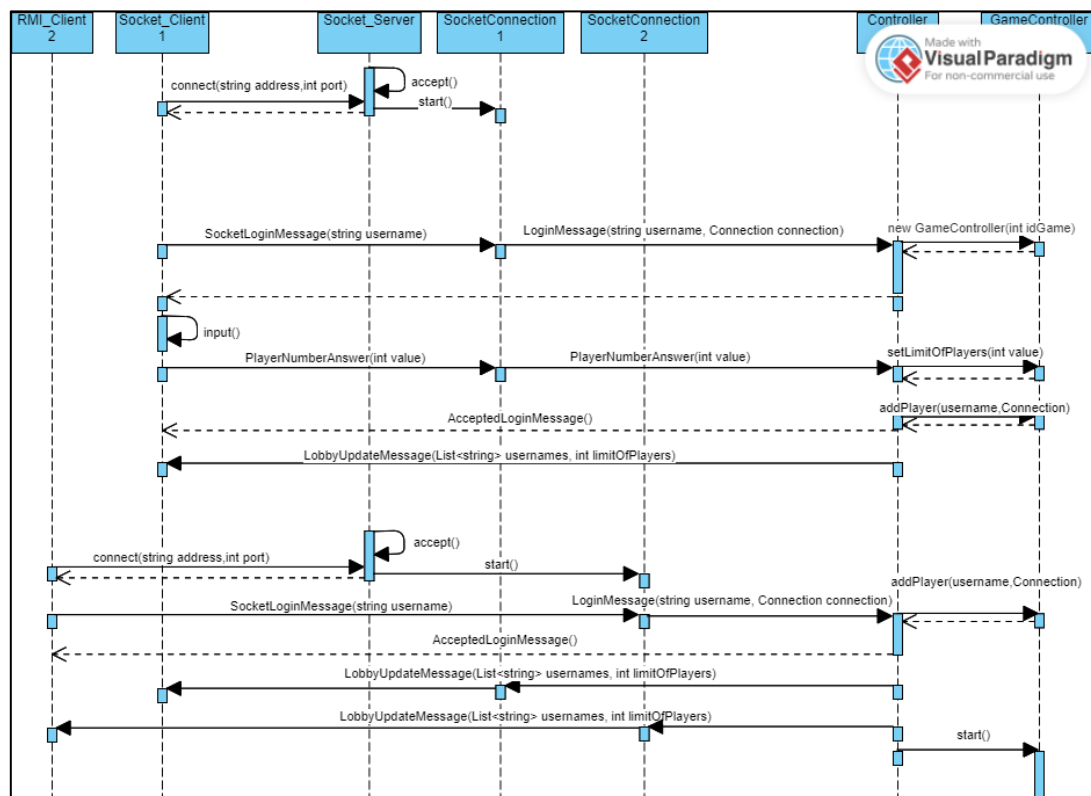 RMI_Client
2
Socket_Client
1
Socket_Server
SocketConnection
1
SocketConnection
2
Controller
GameController
Made with
VisualParadigm
For non-commercial use
connect(string address,int port)
accept()
start()
SocketLoginMessage(string username)
LoginMessage(string username, Connection connection)
new GameController(int idGame)
input()
PlayerNumberAnswer(int value)
PlayerNumberAnswer(int value)
setLimitOfPlayers(int value)
addPlayer(username,Connection)
AcceptedLoginMessage()
LobbyUpdateMessage(List<string> usernames, int limitOfPlayers)
accept()
connect(string address,int port)
start()
addPlayer(username,Connection)
SocketLoginMessage(string username)
LoginMessage(string username, Connection connection)
AcceptedLoginMessage()
LobbyUpdateMessage(List<string> usernames, int limitOfPlayers)
LobbyUpdateMessage(List<string> usernames, int limitOfPlayers)
start()